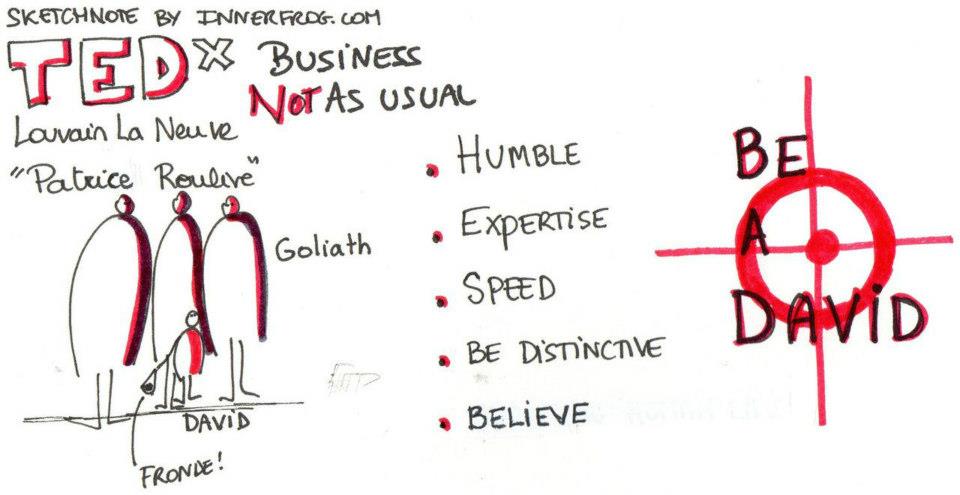 SKETCHNOTE BY INNERFROG.COM
TEDx BUSINESS
NOT AS USUAL
Louvain La Neuve
"Patrice Roulive"
Goliath
DAVID
FRONDE!
HUMBLE
EXPERTISE
SPEED
BE DISTINCTIVE
BELIEVE
BE
A
DAVID